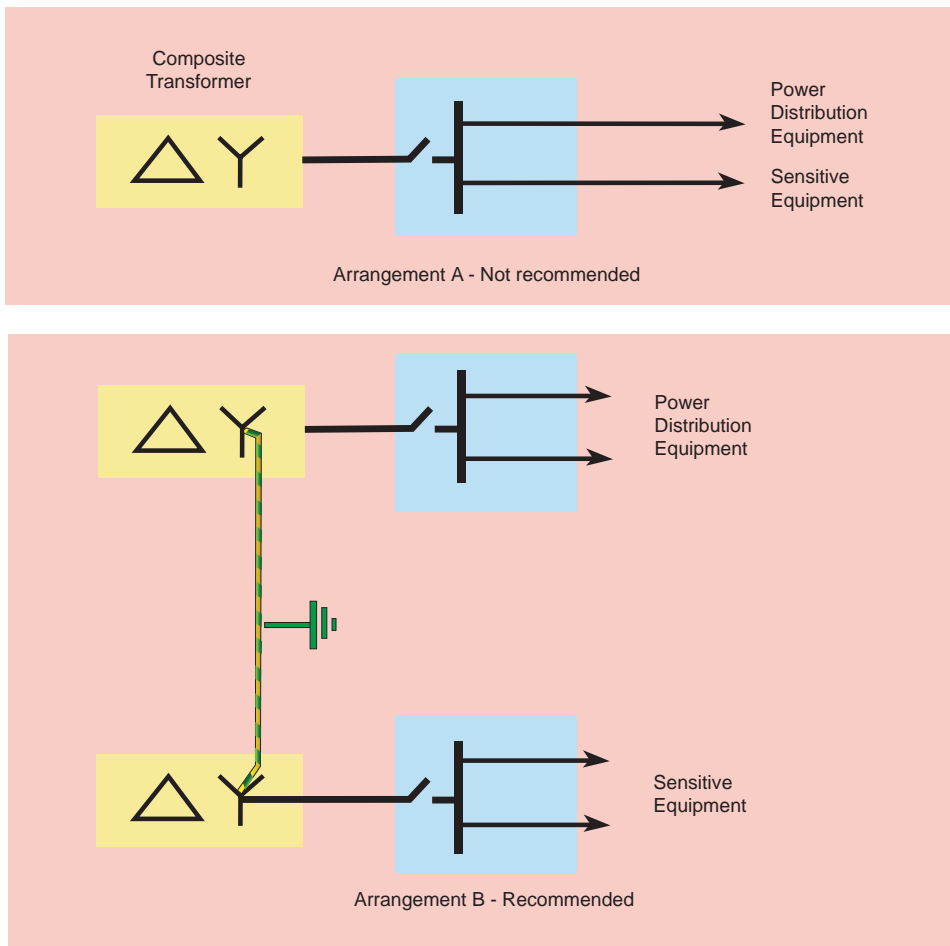 Composite
Transformer
Power
Distribution
Equipment
Sensitive
Equipment
Arrangement A - Not recommended
Power
Distribution
Equipment
Sensitive
Equipment
Arrangement B - Recommended